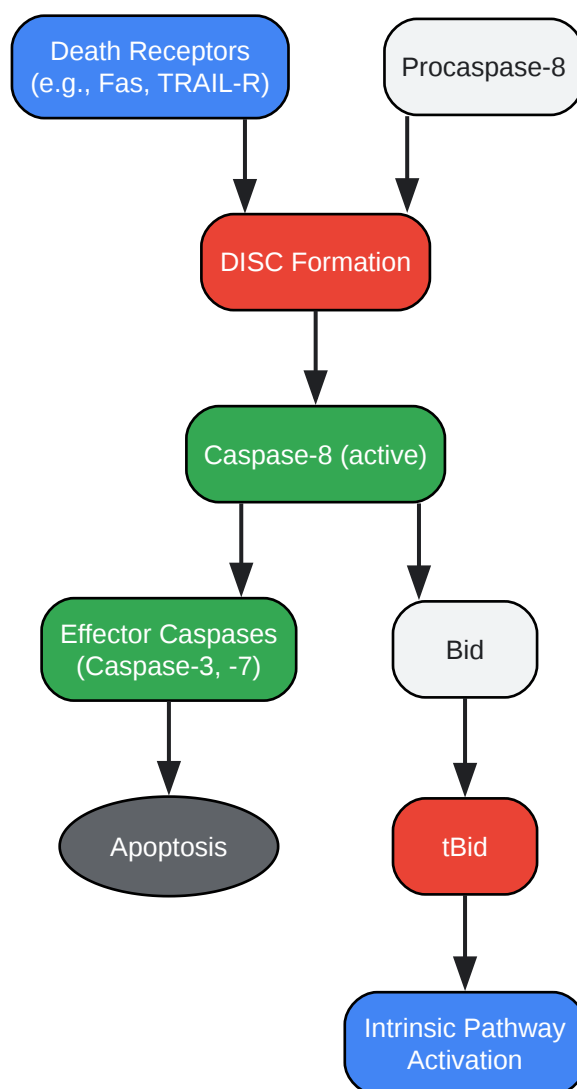 Death Receptors
(e.g., Fas, TRAIL-R)
Procaspase-8
DISC Formation
Caspase-8 (active)
Effector Caspases
(Caspase-3, -7)
Bid
Apoptosis
tBid
Intrinsic Pathway
Activation